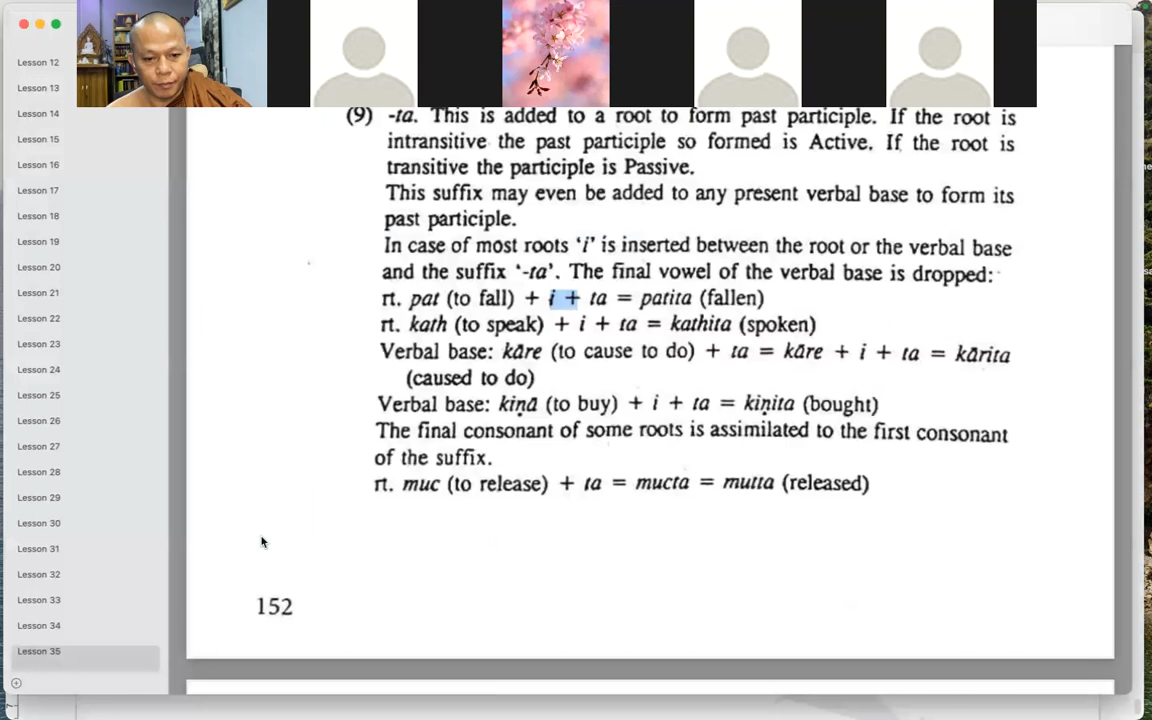 Lesson 12
Lesson 13
Lesson 14
Lesson 15
Lesson 16
Lesson 17
Lesson 18
Lesson 19
Lesson 20
Lesson 21
Lesson 22
Lesson 23
Lesson 24
Lesson 25
Lesson 26
Lesson 27
Lesson 28
Lesson 29
Lesson 30
Lesson 31
Lesson 32
Lesson 33
Lesson 34
Lesson 35
(9) -ta. This is added to a root to form past participle. If the root is
intransitive the past participle so formed is Active. If the root is
transitive the participle is Passive.
This suffix may even be added to any present verbal base to form its
past participle.
In case of most roots ‘i’ is inserted between the root or the verbal base
and the suffix ‘-ta’. The final vowel of the verbal base is dropped:
rt. pat (to fall) + i + ta = patita (fallen)
rt. kath (to speak) + i + ta = kathita (spoken)
Verbal base: kāre (to cause to do) + ta = kāre + i + ta = kārita
(caused to do)
Verbal base: kiṇā (to buy) + i + ta = kiṇita (bought)
The final consonant of some roots is assimilated to the first consonant
of the suffix.
rt. muc (to release) + ta = mucta = mutta (released)
152